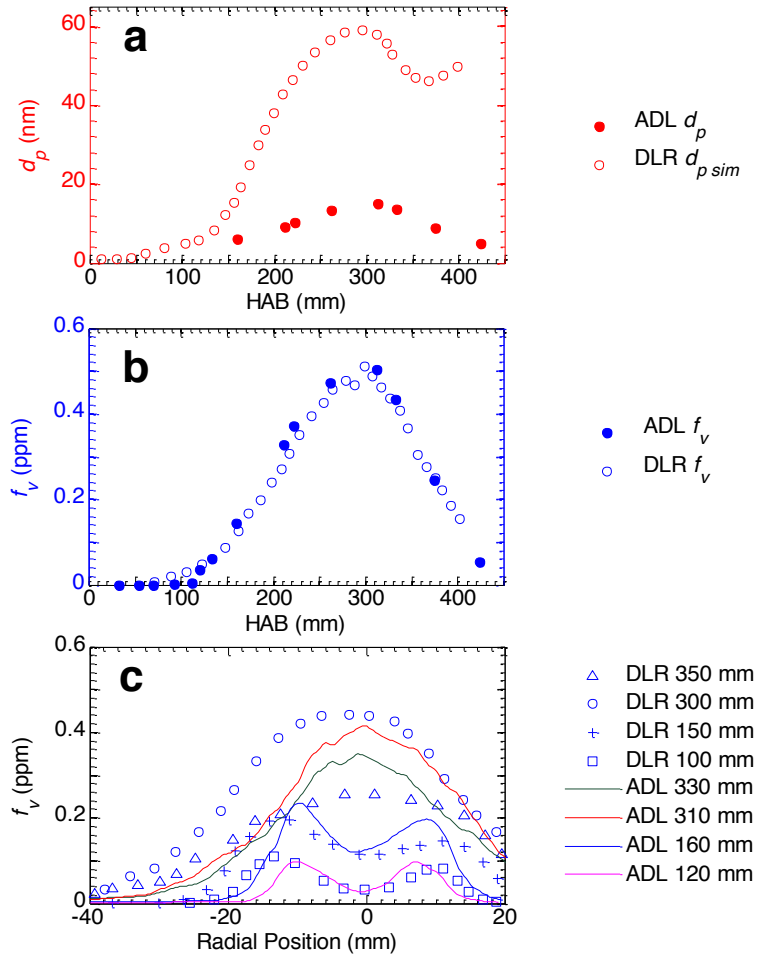 a
60
40
20
0
d_p (nm)
0 100 200 300 400
HAB (mm)
ADL d_p
DLR d_p sim
b
0.6
0.4
0.2
0
f_v (ppm)
0 100 200 300 400
HAB (mm)
ADL f_v
DLR f_v
c
0.6
0.4
0.2
0
f_v (ppm)
-40 -20 0 20
Radial Position (mm)
DLR 350 mm
DLR 300 mm
DLR 150 mm
DLR 100 mm
ADL 330 mm
ADL 310 mm
ADL 160 mm
ADL 120 mm